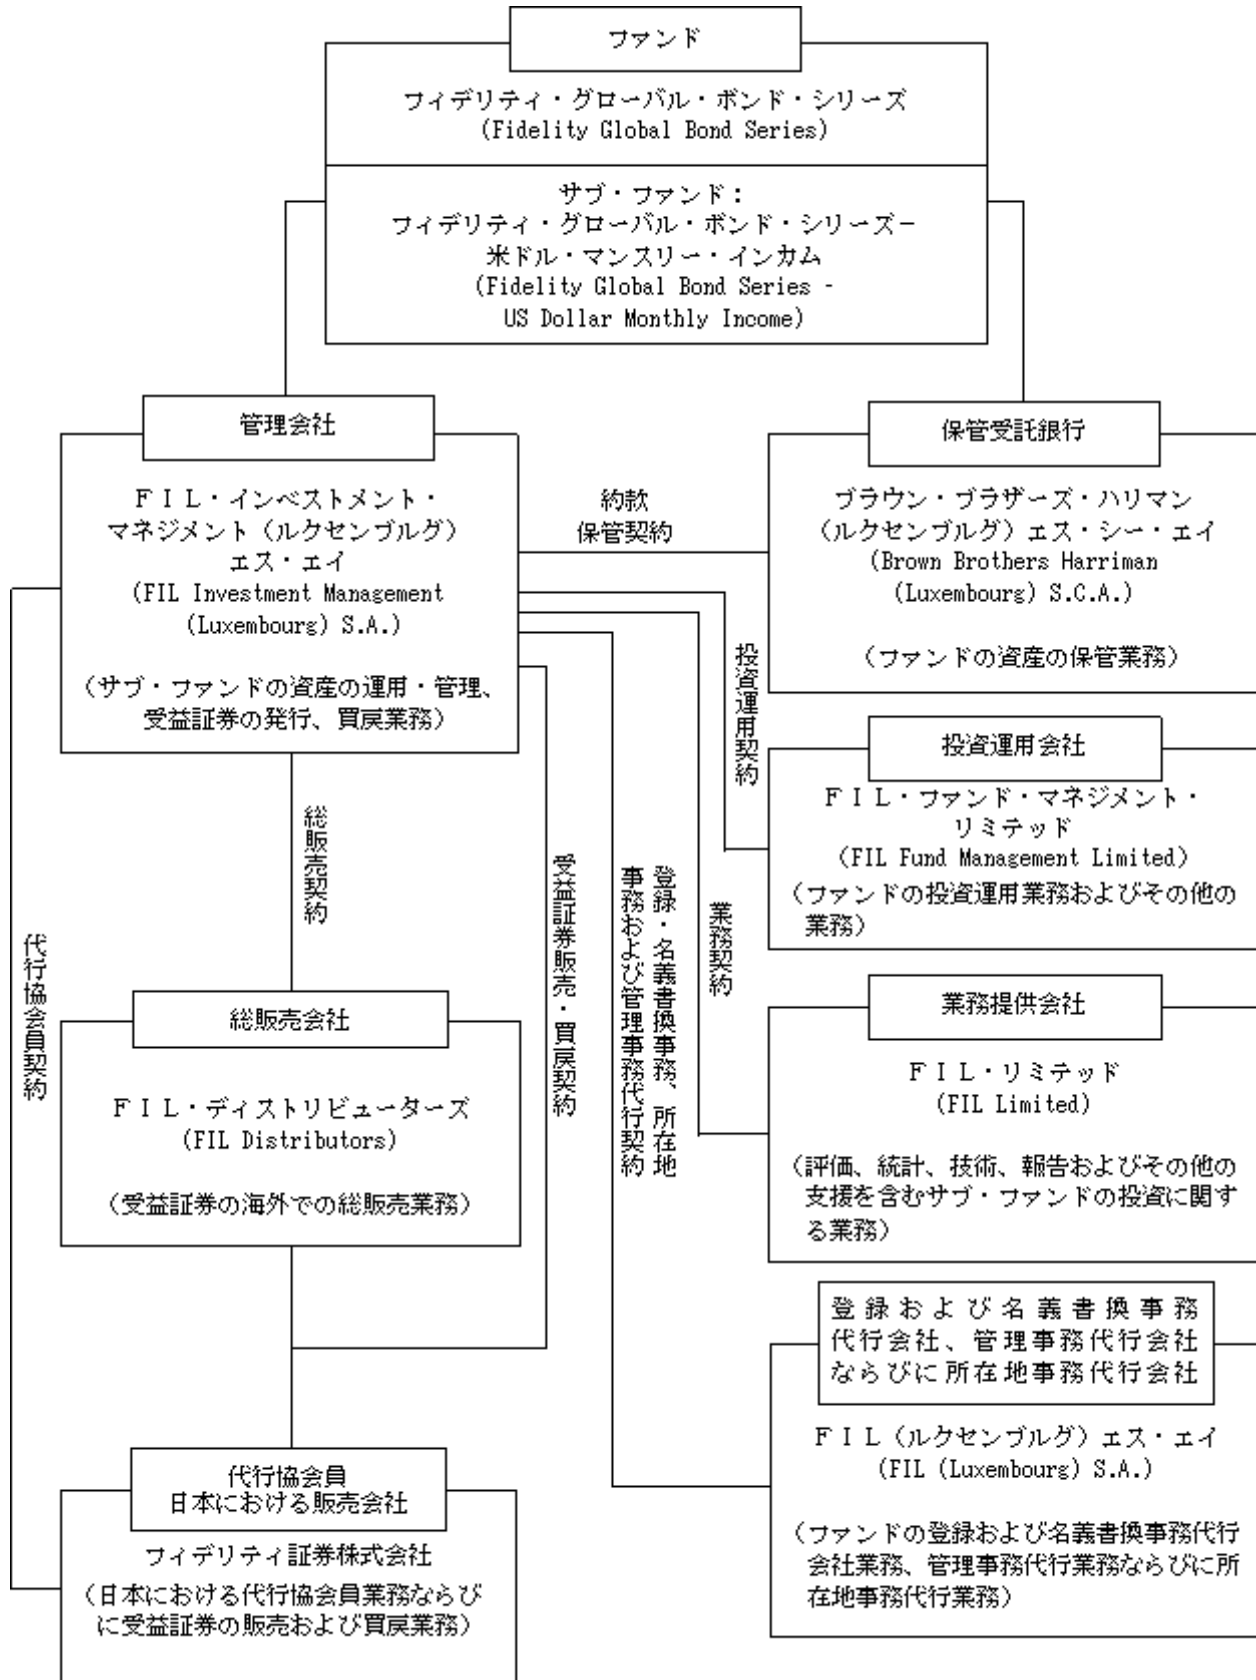 ファンド
フィデリティ・グローバル・ボンド・シリーズ
(Fidelity Global Bond Series)
サブ・ファンド：
フィデリティ・グローバル・ボンド・シリーズ－
米ドル・マンスリー・インカム
(Fidelity Global Bond Series -
US Dollar Monthly Income)
管理会社
ＦＩＬ・インベストメント・
マネジメント（ルクセンブルグ）
エス・エイ
(FIL Investment Management
(Luxembourg) S.A.)
（サブ・ファンドの資産の運用・管理、
受益証券の発行、買戻業務）
約款
保管契約
保管受託銀行
ブラウン・ブラザーズ・ハリマン
（ルクセンブルグ）エス・シー・エイ
(Brown Brothers Harriman
(Luxembourg) S.C.A.)
（ファンドの資産の保管業務）
投資運用契約
投資運用会社
ＦＩＬ・ファンド・マネジメント・
リミテッド
(FIL Fund Management Limited)
（ファンドの投資運用業務およびその他の
業務）
総販売契約
受益証券販売・買戻契約
登録・名義書換事務、所在地
事務および管理事務代行契約
業務契約
代行協会員契約
総販売会社
ＦＩＬ・ディストリビューターズ
(FIL Distributors)
（受益証券の海外での総販売業務）
業務提供会社
ＦＩＬ・リミテッド
(FIL Limited)
（評価、統計、技術、報告およびその他の
支援を含むサブ・ファンドの投資に関す
る業務）
登録および名義書換事務
代行会社、管理事務代行会社
ならびに所在地事務代行会社
ＦＩＬ（ルクセンブルグ）エス・エイ
(FIL (Luxembourg) S.A.)
（ファンドの登録および名義書換事務代行
会社業務、管理事務代行業務ならびに所
在地事務代行業務）
代行協会員
日本における販売会社
フィデリティ証券株式会社
（日本における代行協会員業務ならび
に受益証券の販売および買戻業務）